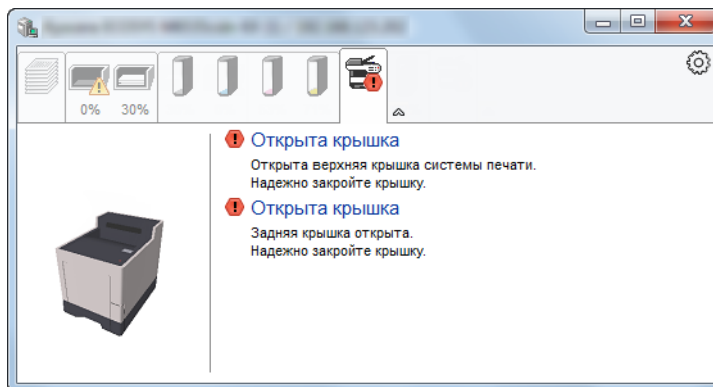 0%
30%
Открыта крышка
Открыта верхняя крышка системы печати.
Надежно закройте крышку.
Открыта крышка
Задняя крышка открыта.
Надежно закройте крышку.